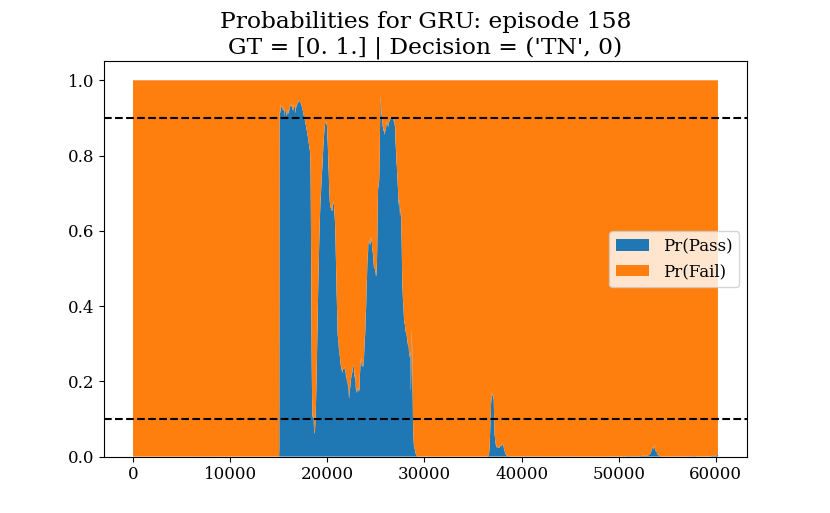 Probabilities for GRU: episode 158
GT = [0. 1.] | Decision = ('TN', 0)
1.0
0.8
0.6
0.4
0.2
0.0
Pr(Pass)
Pr(Fail)
0 10000 20000 30000 40000 50000 60000